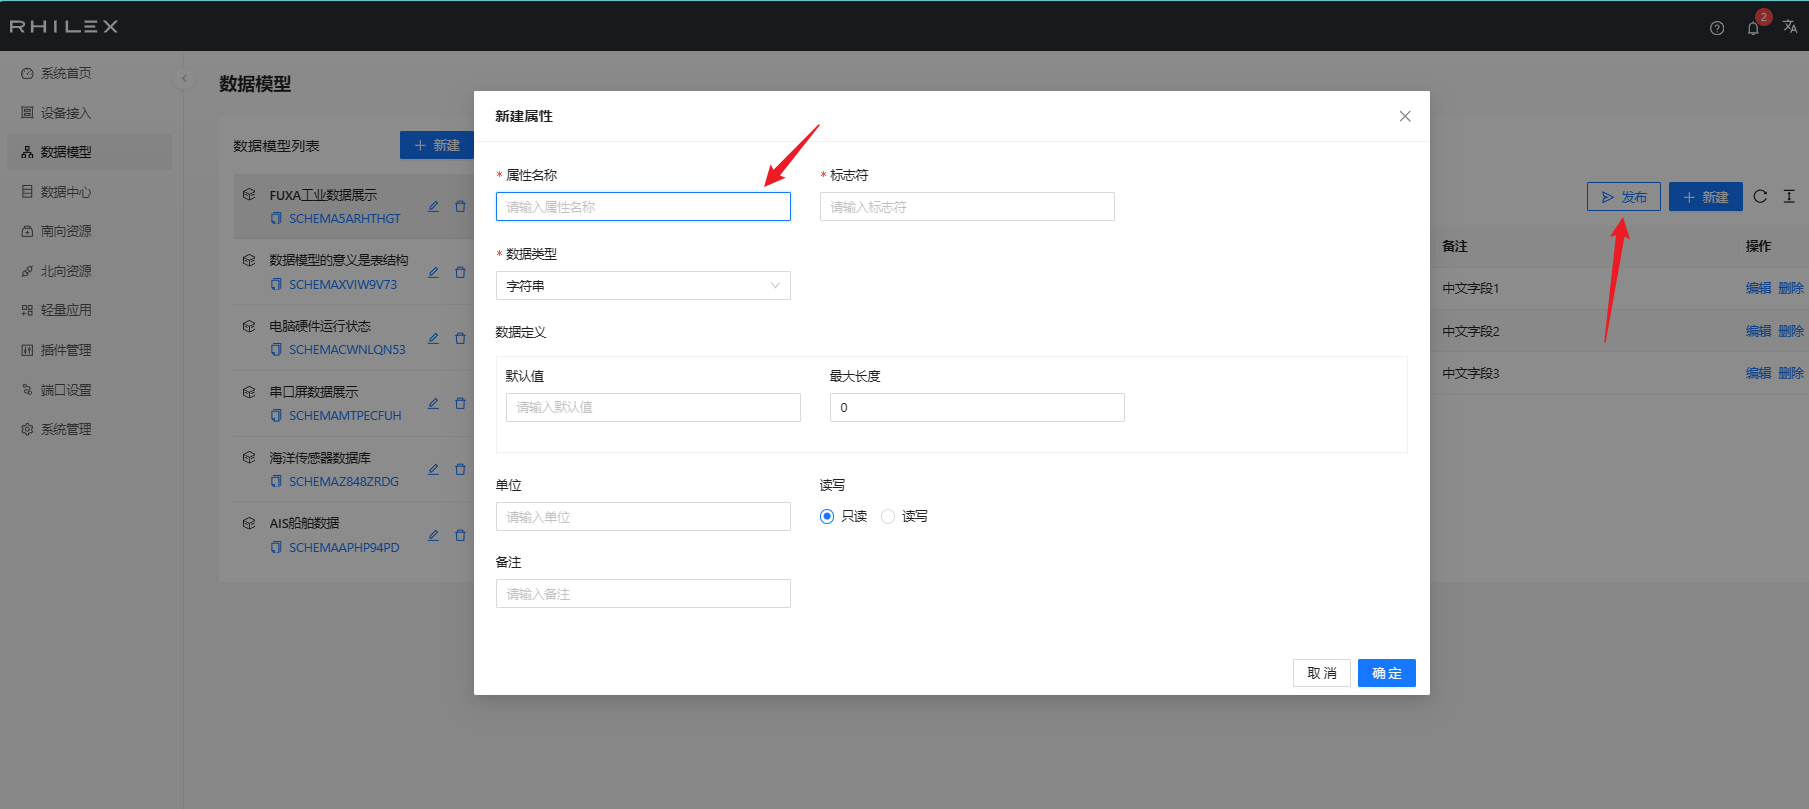 RHILEX
2
系统首页
设备接入
数据模型
数据中心
南向资源
北向资源
轻量应用
插件管理
端口设置
系统管理
数据模型
数据模型列表
新建
FUXA工业数据展示
SCHEMA5ARHTHGT
数据模型的意义是表结构
SCHEMAXVIW9V73
电脑硬件运行状态
SCHEMACWNLQN53
串口屏数据展示
SCHEMAMTPECFUH
海洋传感器数据库
SCHEMAZ848ZRDG
AIS船舶数据
SCHEMAAPHP94PD
新建属性
* 属性名称
* 标志符
请输入属性名称
请输入标志符
* 数据类型
字符串
数据定义
默认值
最大长度
请输入默认值
0
单位
读写
请输入单位
只读 读写
备注
请输入备注
取消 确定
发布 新建
备注 操作
中文字段1 编辑 删除
中文字段2 编辑 删除
中文字段3 编辑 删除